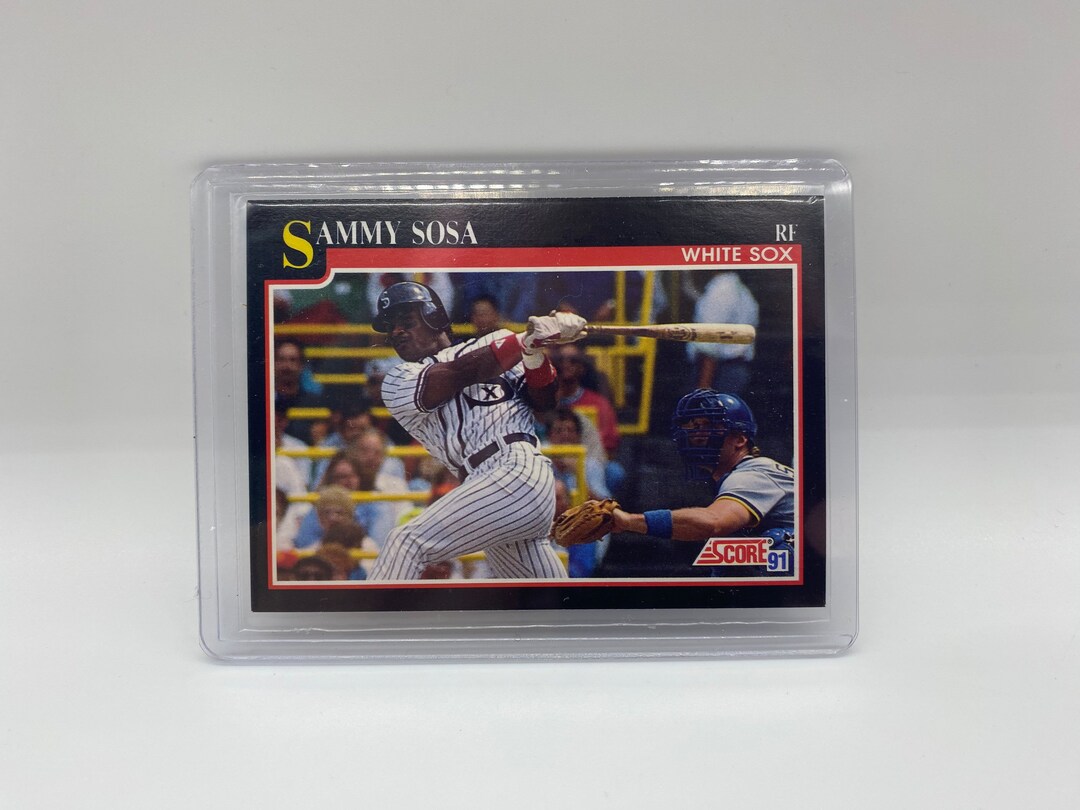 SAMMY SOSA
RF
WHITE SOX
X
SCORE®
91